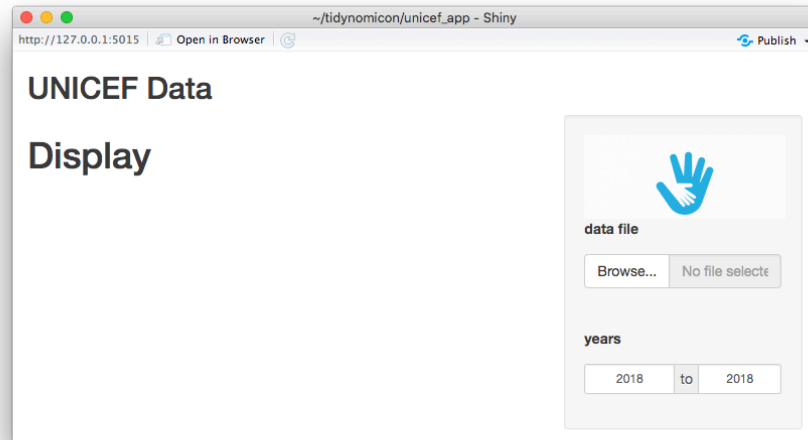 ~/tidynomicon/unicef_app - Shiny
http://127.0.0.1:5015 Open in Browser Publish
UNICEF Data
Display
data file
Browse... No file selecte
years
2018 to 2018